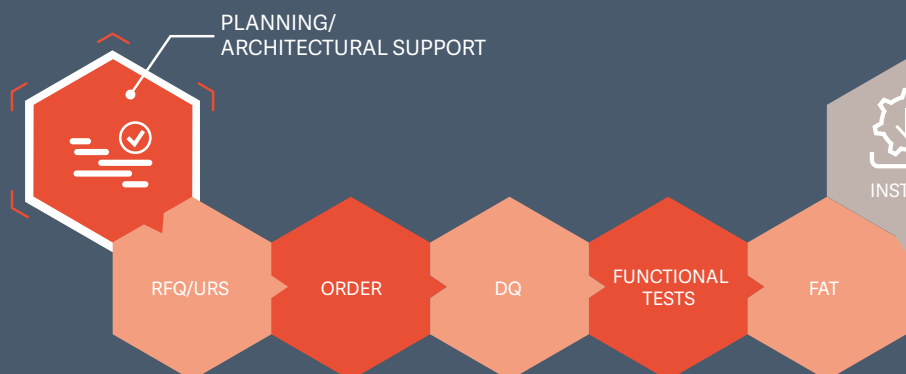 PLANNING/
ARCHITECTURAL SUPPORT
RFQ/URS
ORDER
DQ
FUNCTIONAL
TESTS
FAT